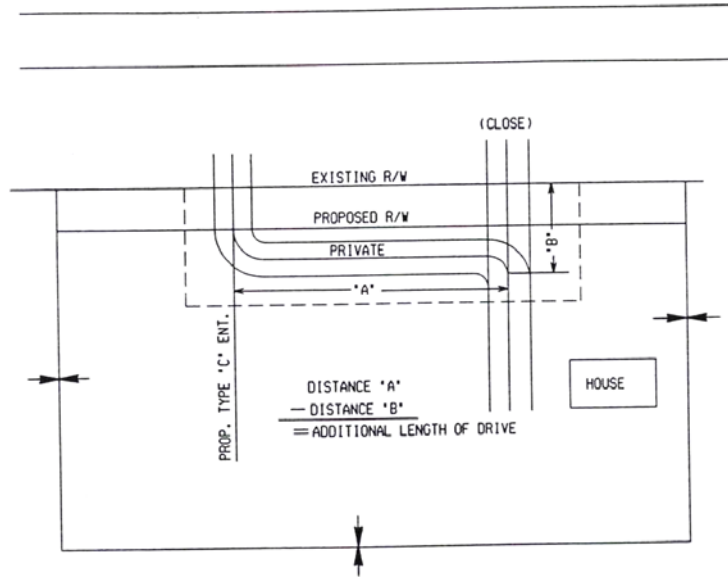 (CLOSE)
EXISTING R/W
PROPOSED R/W
PRIVATE
"B"
"A"
PROP. TYPE "C" ENT.
DISTANCE "A"
— DISTANCE "B"
= ADDITIONAL LENGTH OF DRIVE
HOUSE